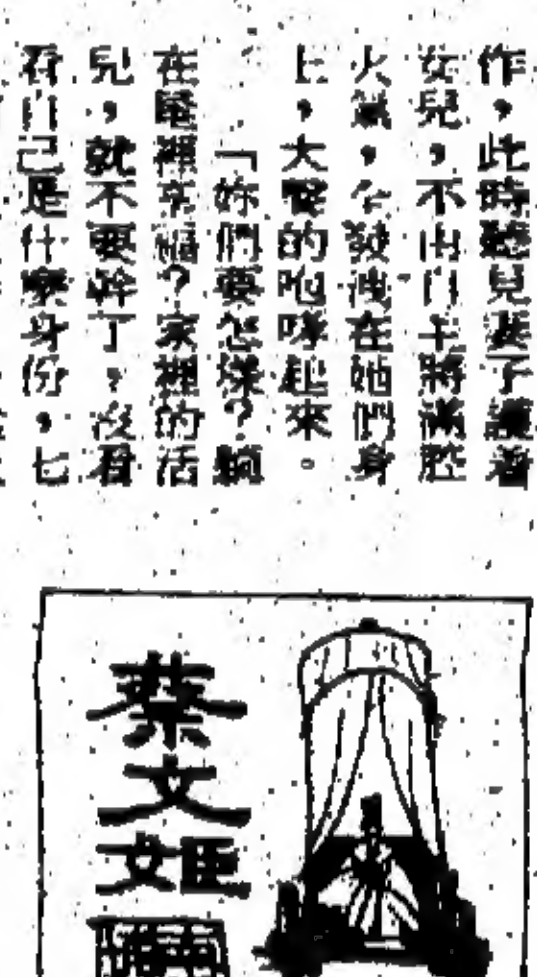 作，此時聽見妻子護着
女兒，不由自主將滿腔
火氣，全發洩在她們身
上，大聲的咆哮起來。
「妳們要怎樣？躺
在屋裡享福？家裡的活
兒，就不要幹了，沒看
看自己是什麼身份，七
蔡文姬